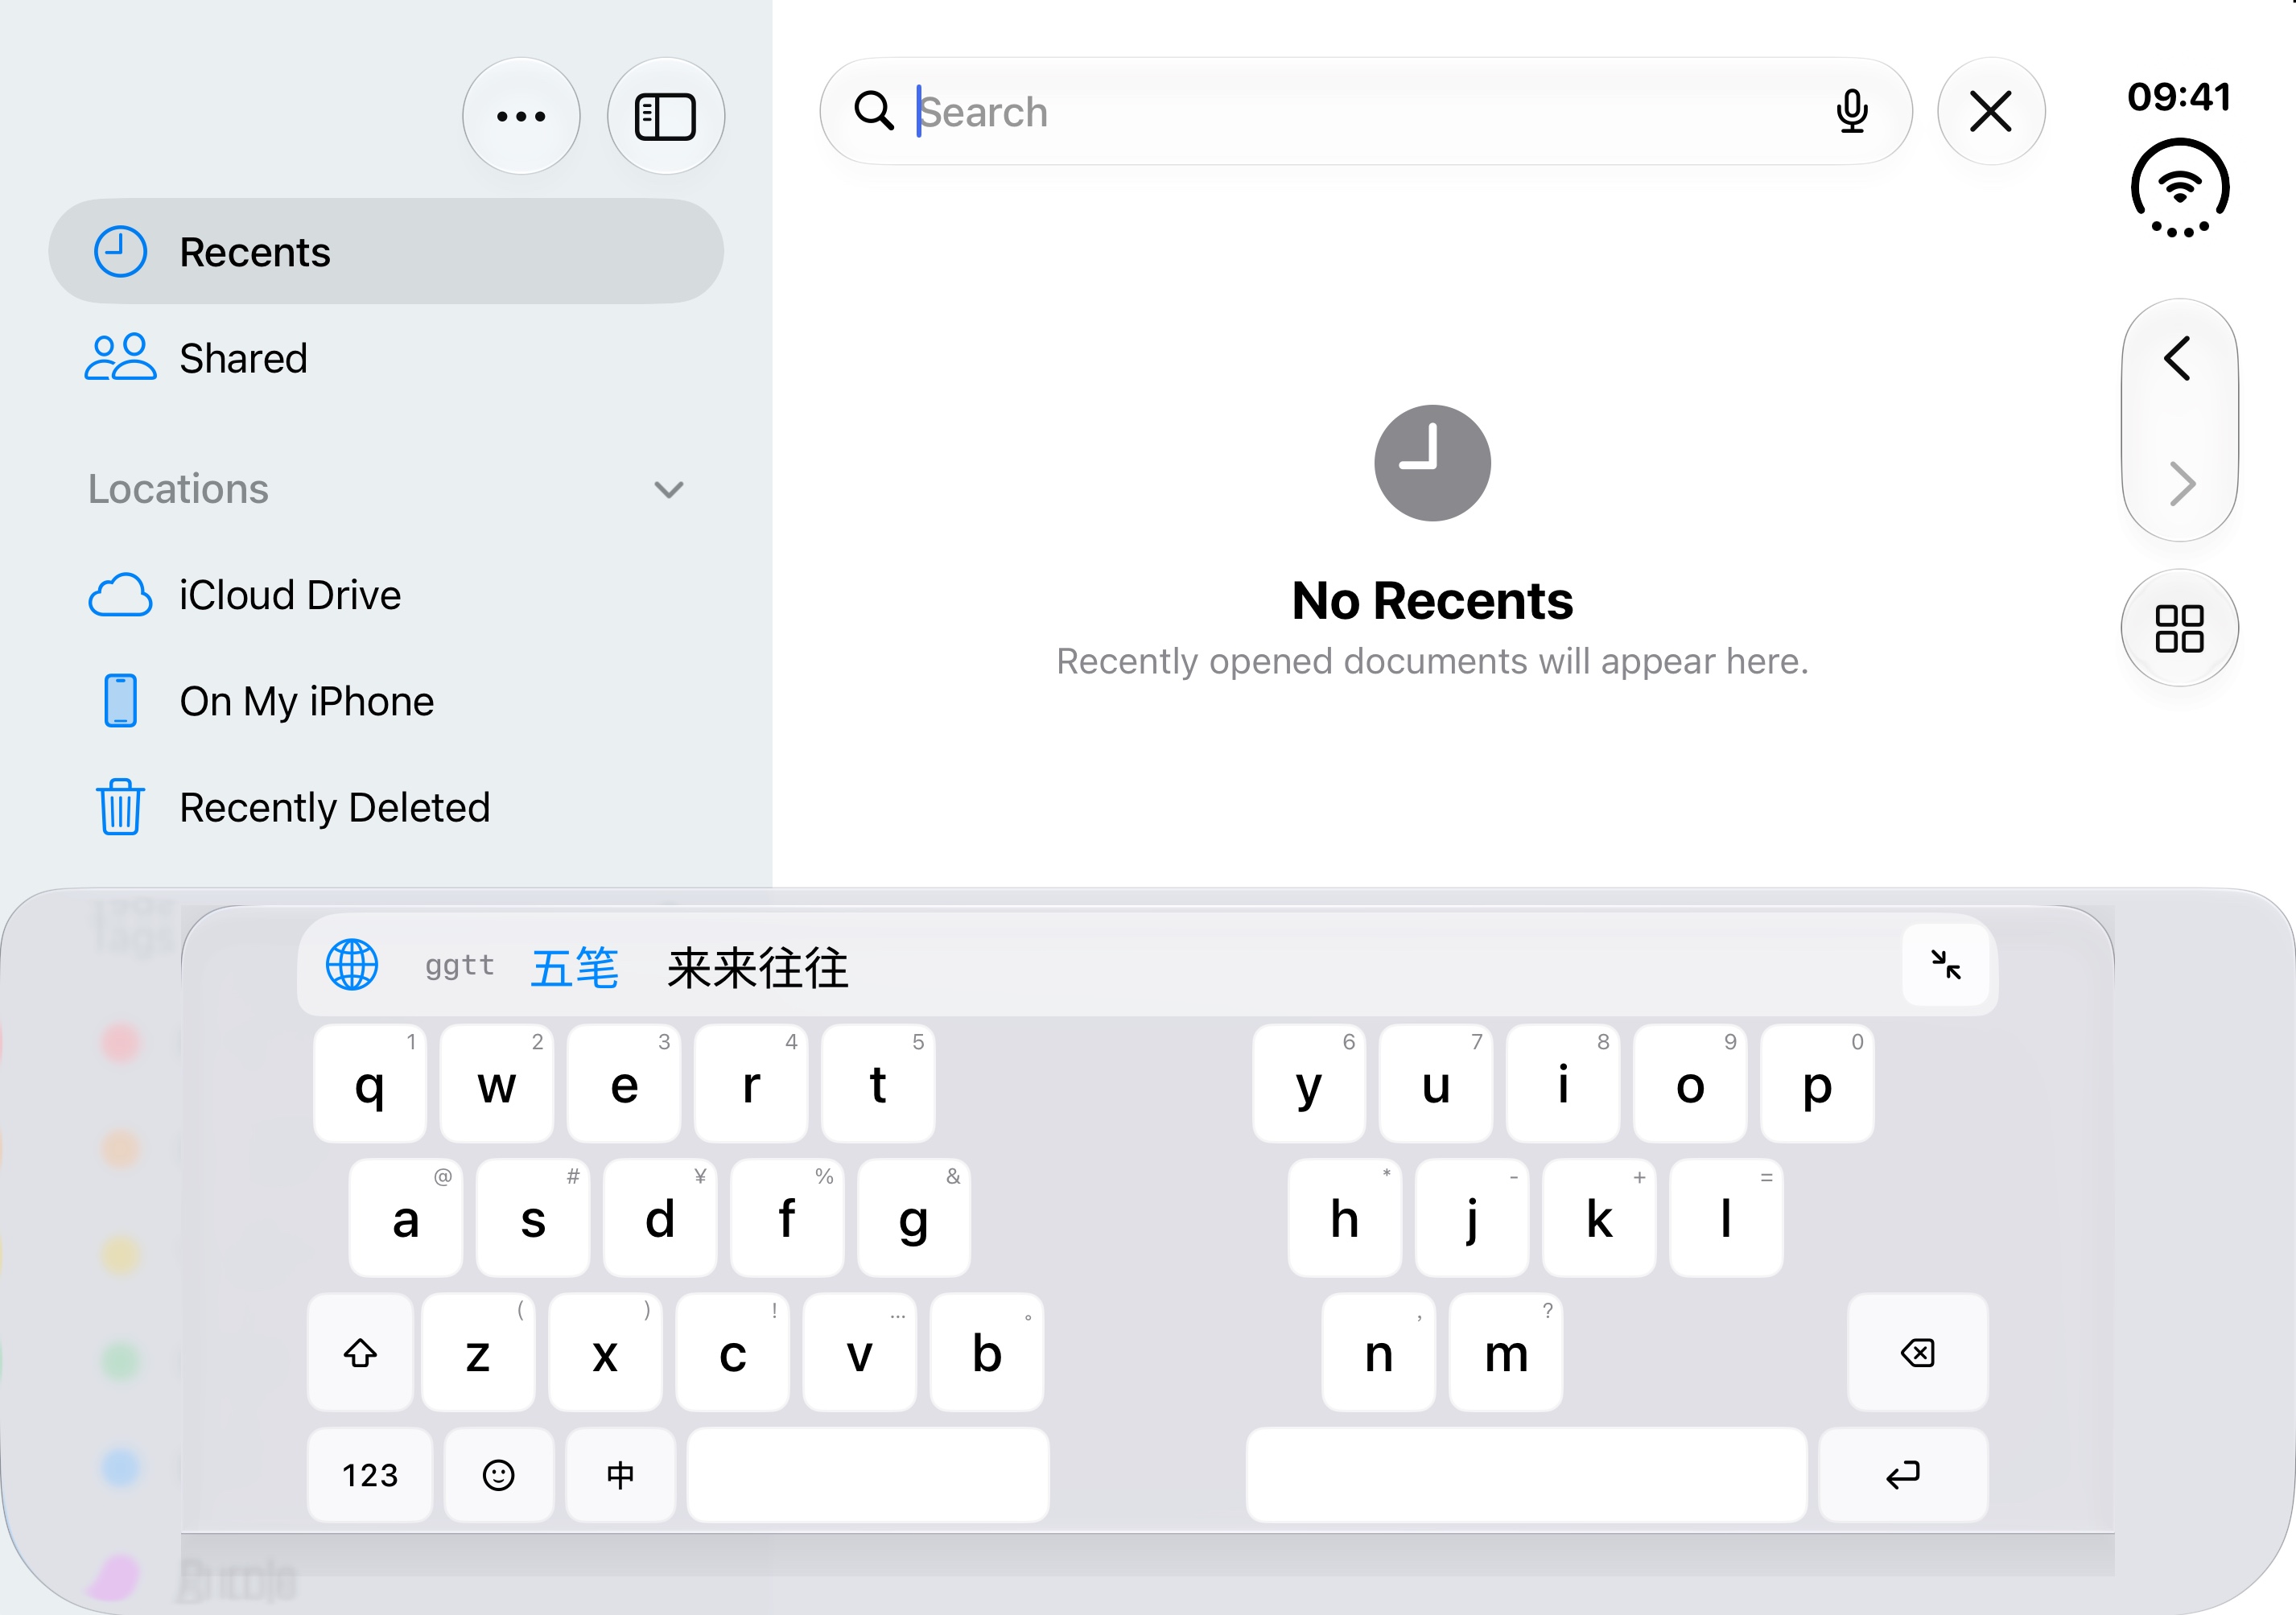 Search
09:41
Recents
Shared
Locations
iCloud Drive
On My iPhone
Recently Deleted
No Recents
Recently opened documents will appear here.
Tags
ggtt 五笔 来来往往
1 2 3 4 5 6 7 8 9 0
q w e r t y u i o p
@ # ¥ % & * - + =
a s d f g h j k l
( ) ! … 。 , ?
z x c v b n m
123 中
Purple